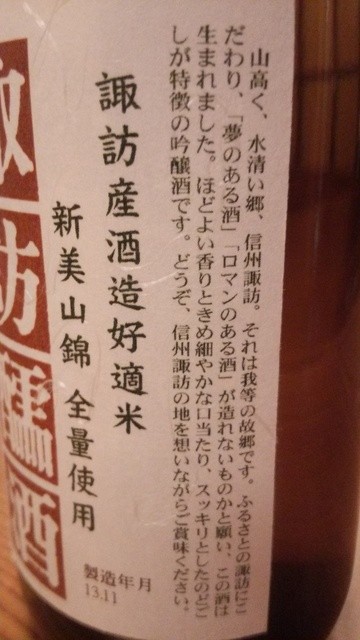 山高く、水清い郷、信州諏訪。それは我等の故郷です。ふるさとの諏訪にこ
だわり、「夢のある酒」「ロマンのある酒」が造れないものかと願い、この酒は
生まれました。ほどよい香りときめ細やかな口当たり、スッキリとしたのどご
しが特徴の吟醸酒です。どうぞ、信州諏訪の地を想いながらご賞味ください。
諏訪産酒造好適米
新美山錦 全量使用
製造年月
13.11